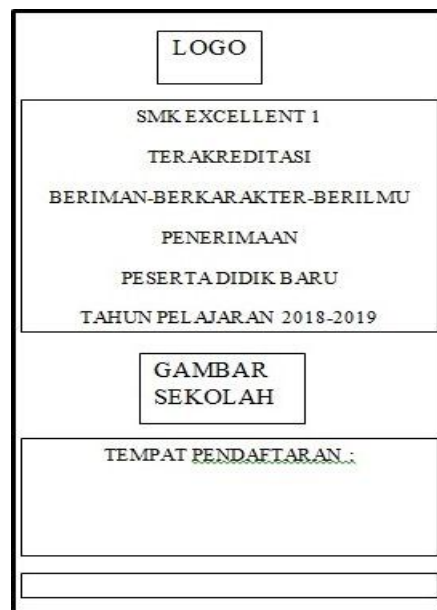 LOGO
SMK EXCELLENT 1
TERAKREDITASI
BERIMAN-BERKARAKTER-BERILMU
PENERIMAAN
PESERTA DIDIK BARU
TAHUN PELAJARAN 2018-2019
GAMBAR
SEKOLAH
TEMPAT PENDAFTARAN :